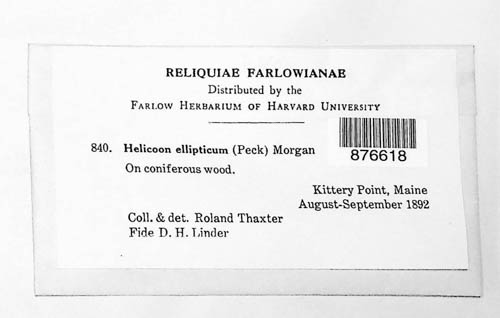 RELIQUIAE FARLOWIANAE
Distributed by the
FARLOW HERBARIUM OF HARVARD UNIVERSITY
840. Helicoon ellipticum (Peck) Morgan
876618
On coniferous wood.
Kittery Point, Maine
August-September 1892
Coll. & det. Roland Thaxter
Fide D. H. Linder